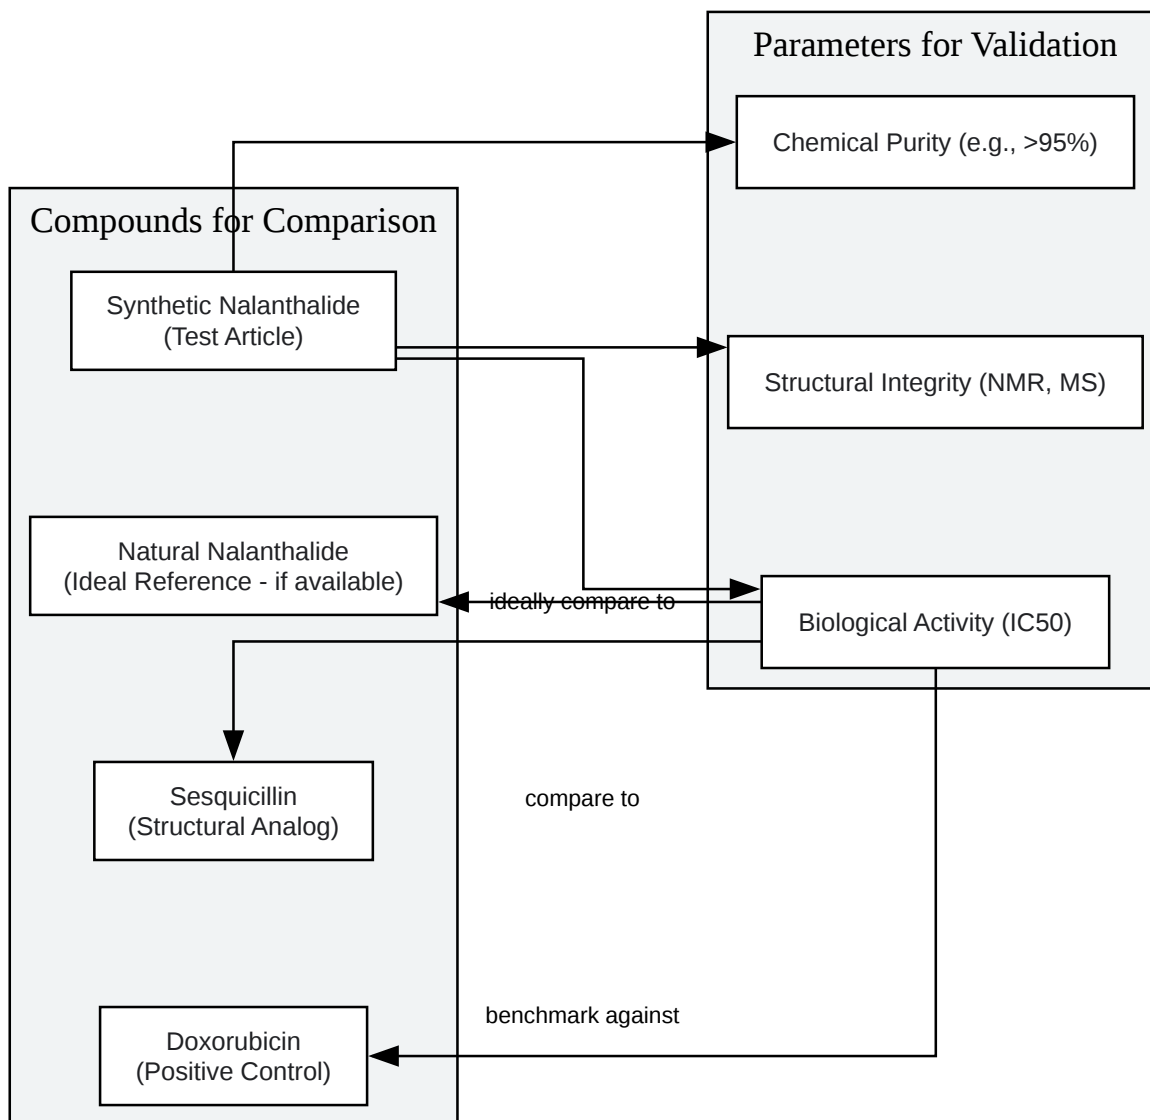 Parameters for Validation
Chemical Purity (e.g., >95%)
Compounds for Comparison
Synthetic Nalanthalide
(Test Article)
Structural Integrity (NMR, MS)
Natural Nalanthalide
(Ideal Reference - if available)
ideally compare to
Biological Activity (IC50)
Sesquicillin
(Structural Analog)
compare to
benchmark against
Doxorubicin
(Positive Control)